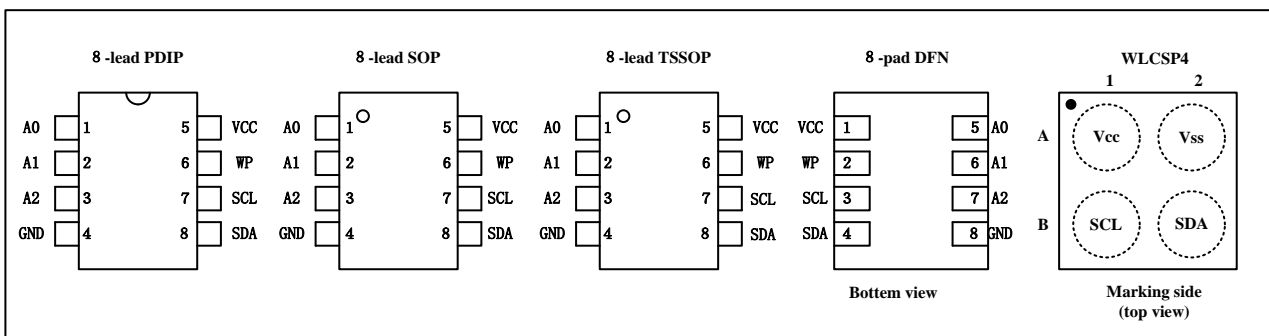 8 -lead PDIP
A0 1 5 VCC
A1 2 6 WP
A2 3 7 SCL
GND 4 8 SDA
8 -lead SOP
A0 1 5 VCC
A1 2 6 WP
A2 3 7 SCL
GND 4 8 SDA
8 -lead TSSOP
A0 1 5 VCC
A1 2 6 WP
A2 3 7 SCL
GND 4 8 SDA
8 -pad DFN
VCC 1 5 A0
WP 2 6 A1
SCL 3 7 A2
SDA 4 8 GND
Bottem view
WLCSP4
1 2
A Vcc Vss
B SCL SDA
Marking side
(top view)